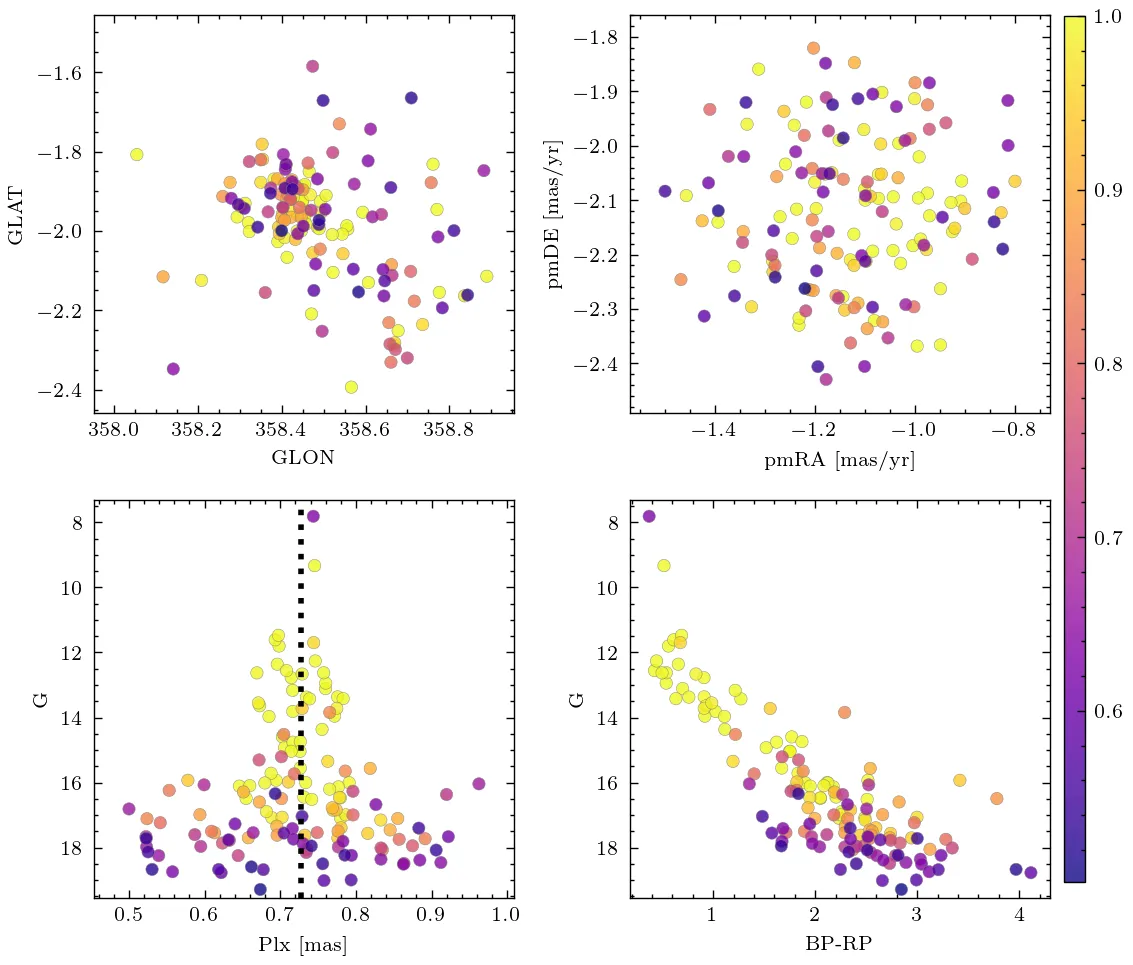 −1.6
−1.8
−2.0
−2.2
−2.4
GLAT
358.0 358.2 358.4 358.6 358.8
GLON
−1.8
−1.9
−2.0
−2.1
−2.2
−2.3
−2.4
pmDE [mas/yr]
−1.4 −1.2 −1.0 −0.8
pmRA [mas/yr]
8
10
12
14
16
18
G
0.5 0.6 0.7 0.8 0.9 1.0
Plx [mas]
8
10
12
14
16
18
G
1 2 3 4
BP-RP
1.0
0.9
0.8
0.7
0.6